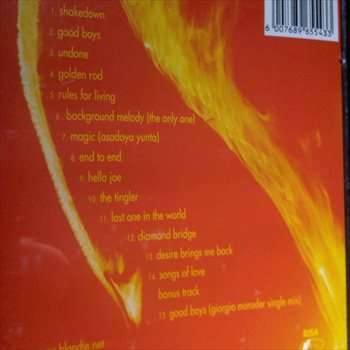 6 007689 655433
1. shakedown
2. good boys
3. undone
4. golden rod
5. rules for living
6. background melody (the only one)
7. magic (asadoya yunta)
8. end to end
9. hello joe
10. the tingler
11. last one in the world
12. diamond bridge
13. desire brings me back
14. songs of love
bonus track
15. good boys (giorgio moroder single mix)
blondie.net